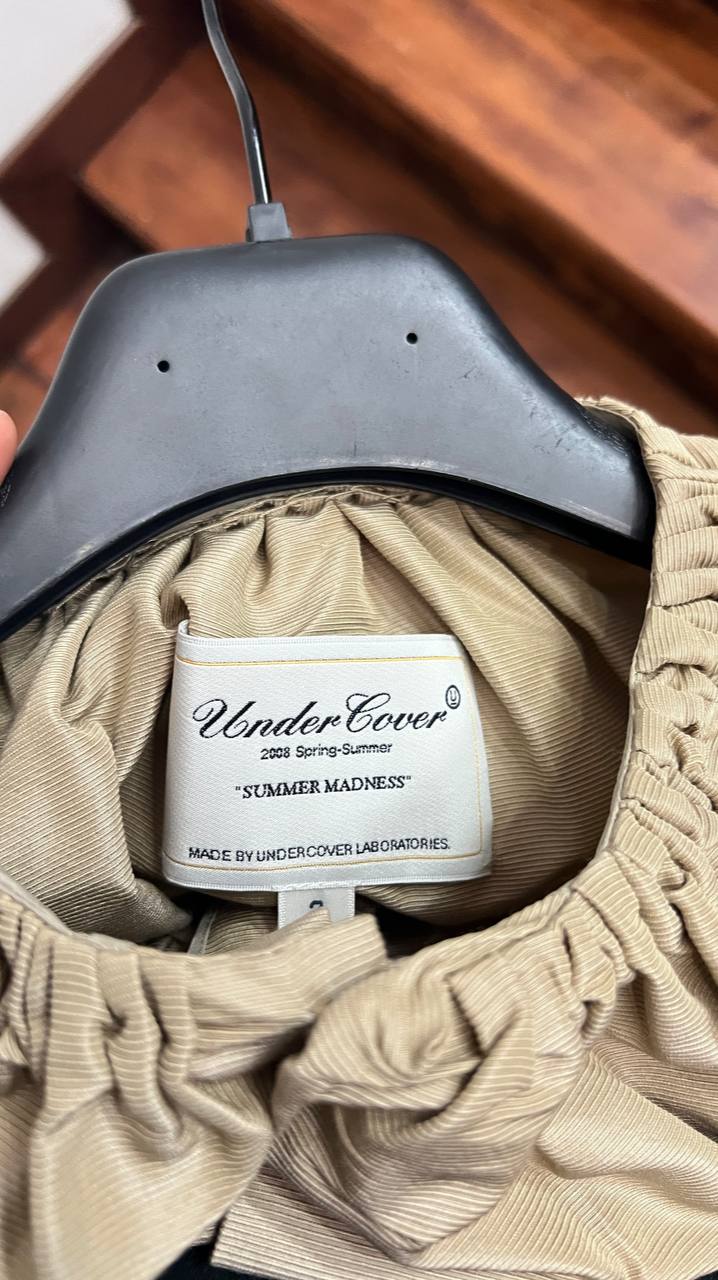 UnderCover
U
2008 Spring-Summer
"SUMMER MADNESS"
MADE BY UNDERCOVER LABORATORIES.